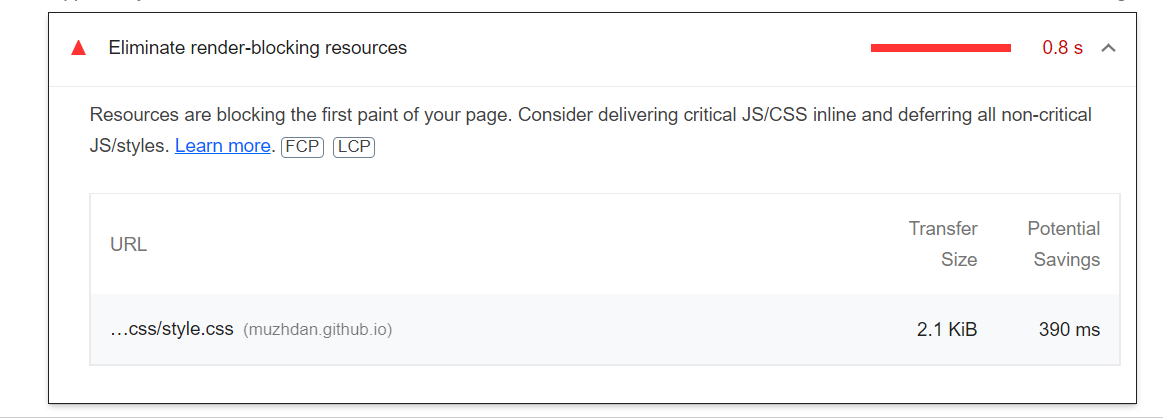 Eliminate render-blocking resources
0.8 s
Resources are blocking the first paint of your page. Consider delivering critical JS/CSS inline and deferring all non-critical
JS/styles. Learn more. FCP LCP
URL
Transfer
Size
Potential
Savings
…css/style.css (muzhdan.github.io)
2.1 KiB
390 ms